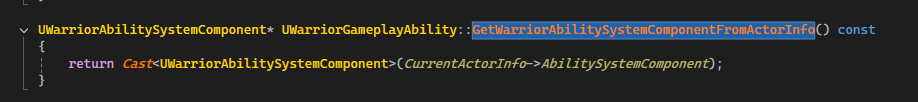 UWarriorAbilitySystemComponent* UWarriorGameplayAbility::GetWarriorAbilitySystemComponentFromActorInfo() const
{
    return Cast<UWarriorAbilitySystemComponent>(CurrentActorInfo->AbilitySystemComponent);
}